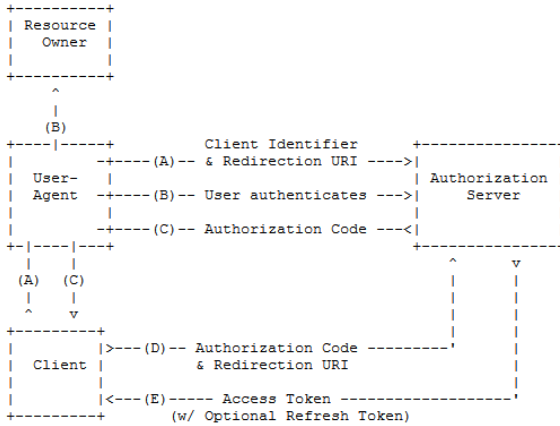 Resource
Owner
(B)
Client Identifier
(A) & Redirection URI
User-
Agent
(B) User authenticates
Authorization
Server
(C) Authorization Code
(A) (C)
(D) Authorization Code
Client & Redirection URI
(E) Access Token
(w/ Optional Refresh Token)